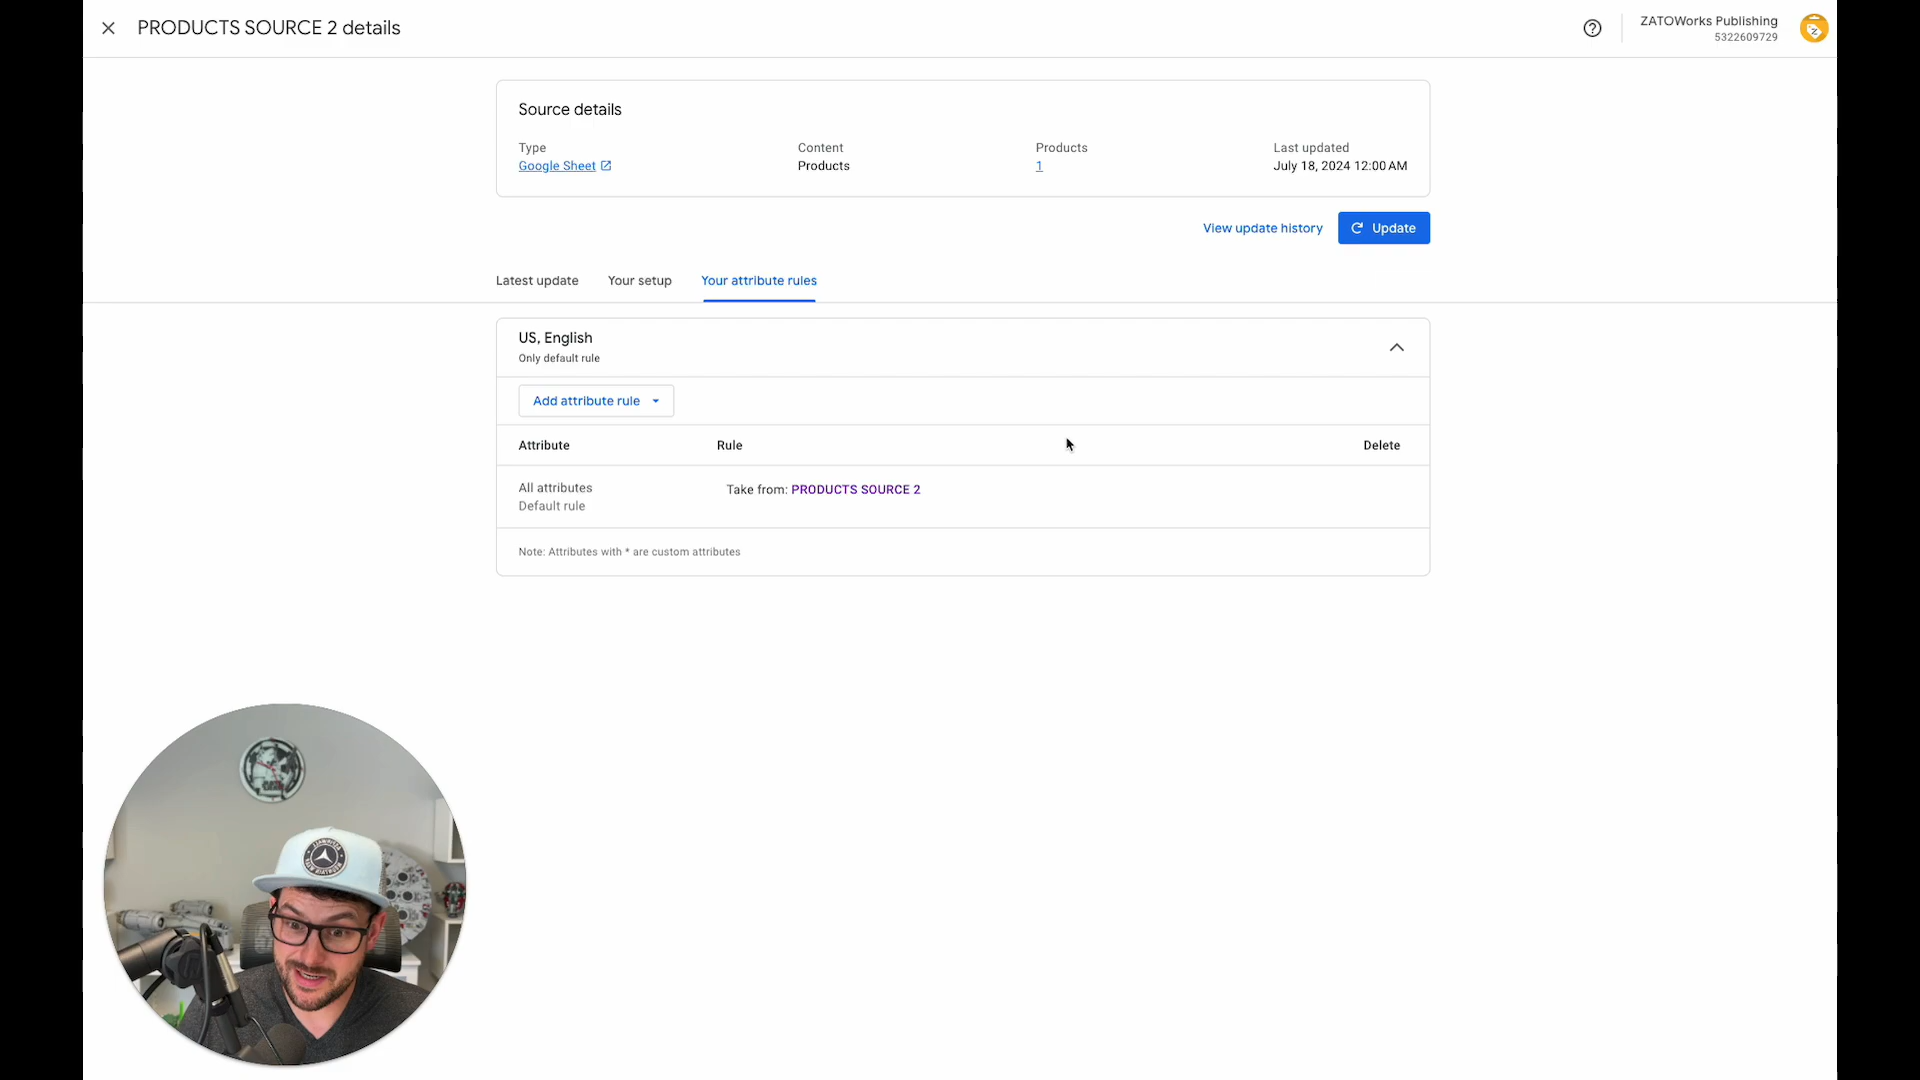 PRODUCTS SOURCE 2 details
ZATOWorks Publishing
5322609729
Source details
Type
Content
Products
Last updated
Google Sheet
Products
1
July 18, 2024 12:00 AM
View update history
Update
Latest update
Your setup
Your attribute rules
US, English
Only default rule
Add attribute rule
Attribute
Rule
Delete
All attributes
Default rule
Take from: PRODUCTS SOURCE 2
Note: Attributes with * are custom attributes